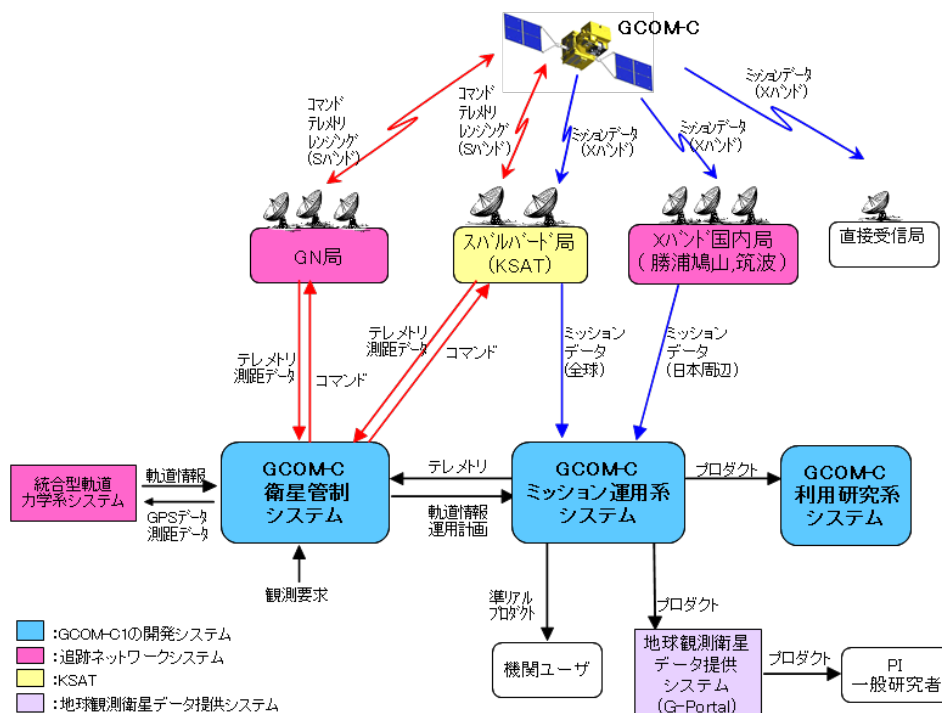 GCOM-C
コマンド
テレメトリ
レンジング
(Sバンド)
コマンド
テレメトリ
レンジング
(Sバンド)
ミッションデータ
(Xバンド)
ミッションデータ
(Xバンド)
ミッションデータ
(Xバンド)
GN局
スバルバード局
(KSAT)
Xバンド国内局
(勝浦鳩山,筑波)
直接受信局
テレメトリ
測距データ
コマンド
テレメトリ
測距データ
コマンド
ミッション
データ
(全球)
ミッション
データ
(日本周辺)
統合型軌道
力学系システム
軌道情報
GPSデータ
測距データ
GCOM-C
衛星管制
システム
テレメトリ
軌道情報
運用計画
GCOM-C
ミッション運用系
システム
プロダクト
GCOM-C
利用研究系
システム
観測要求
準リアル
プロダクト
プロダクト
機関ユーザ
地球観測衛星
データ提供
システム
(G-Portal)
プロダクト
PI
一般研究者
:GCOM-C1の開発システム
:追跡ネットワークシステム
:KSAT
:地球観測衛星データ提供システム